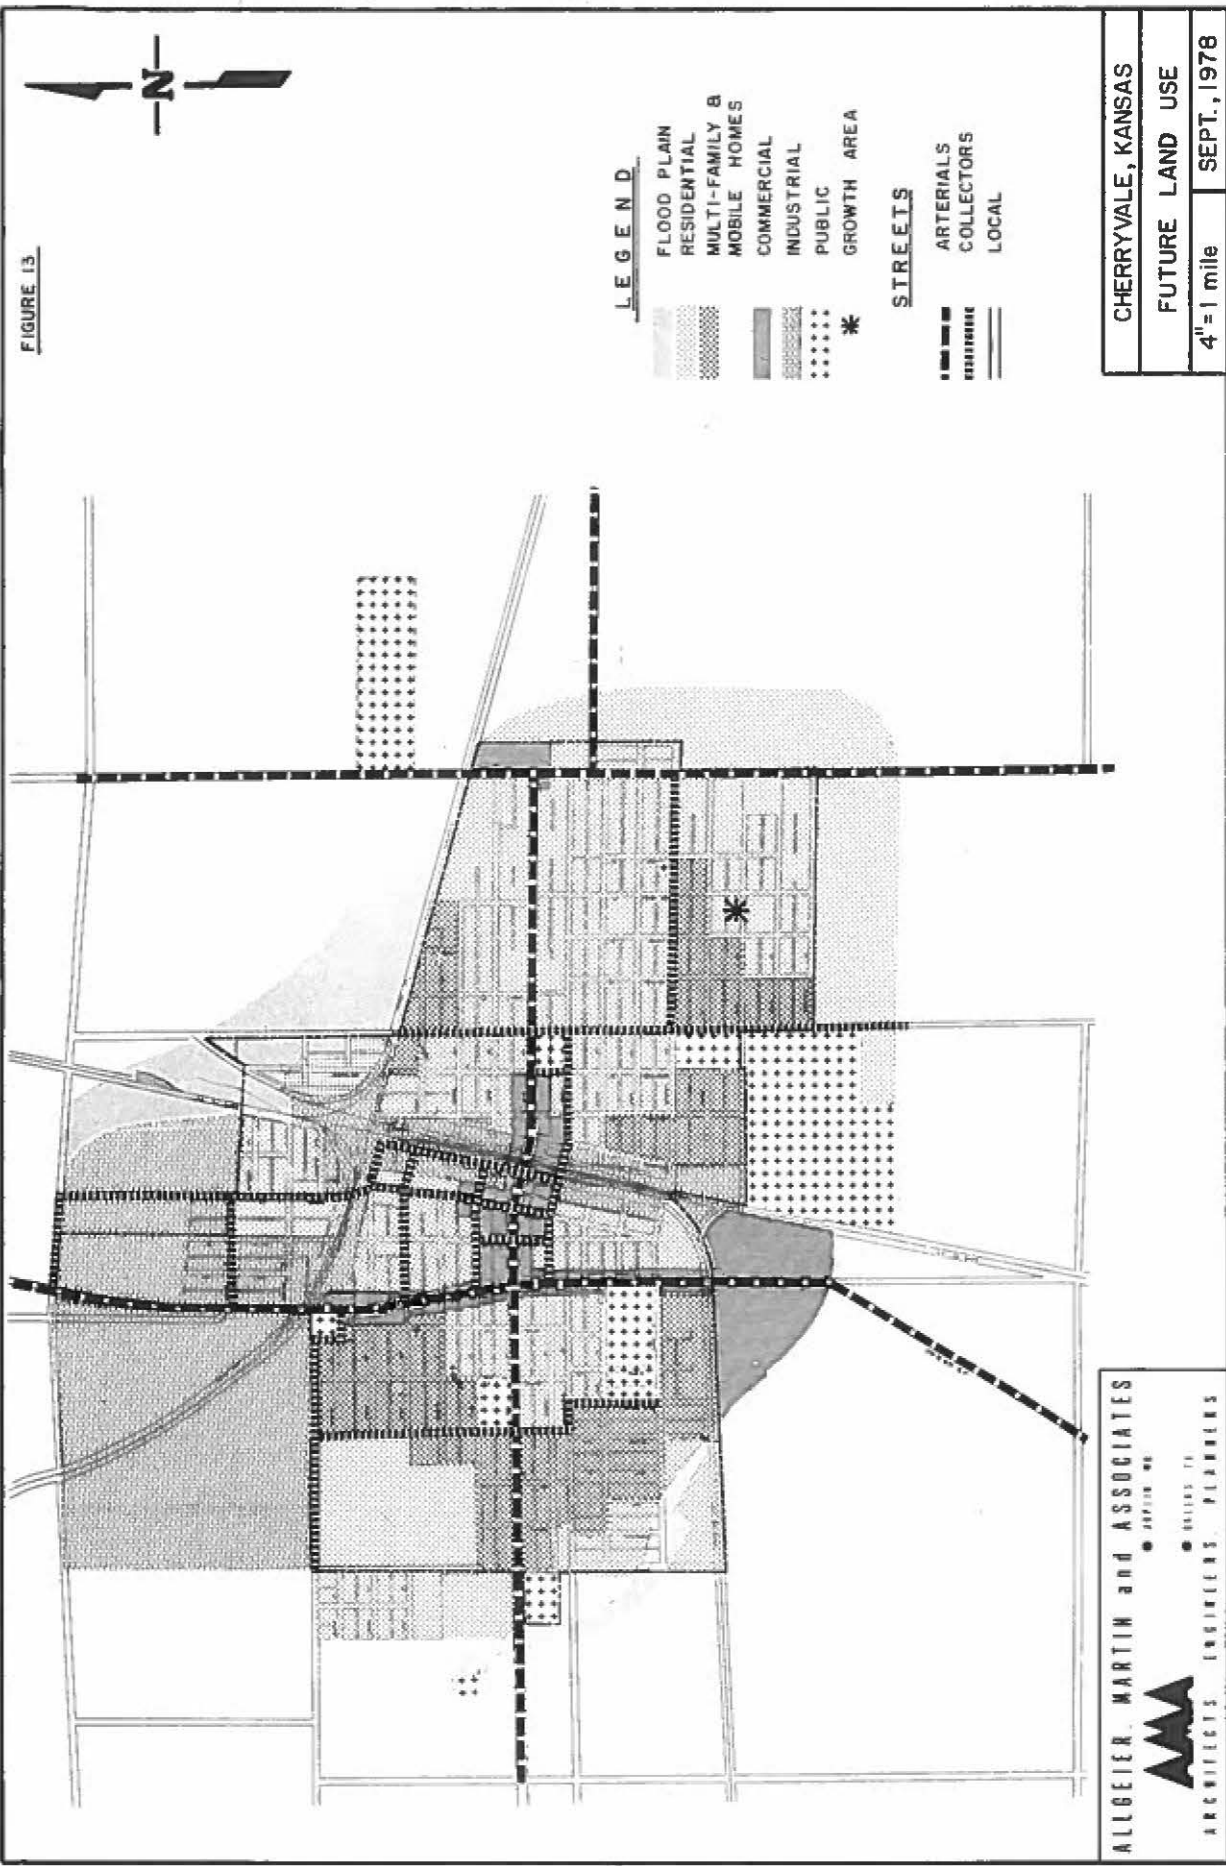 FIGURE 13
N
LEGEND
FLOOD PLAIN
RESIDENTIAL
MULTI-FAMILY &
MOBILE HOMES
COMMERCIAL
INDUSTRIAL
PUBLIC
GROWTH AREA
STREETS
ARTERIALS
COLLECTORS
LOCAL
CHERRYVALE, KANSAS
FUTURE LAND USE
4"=1 mile
SEPT., 1978
ALLGEIER, MARTIN and ASSOCIATES
ARCHITECTS ENGINEERS PLANNERS